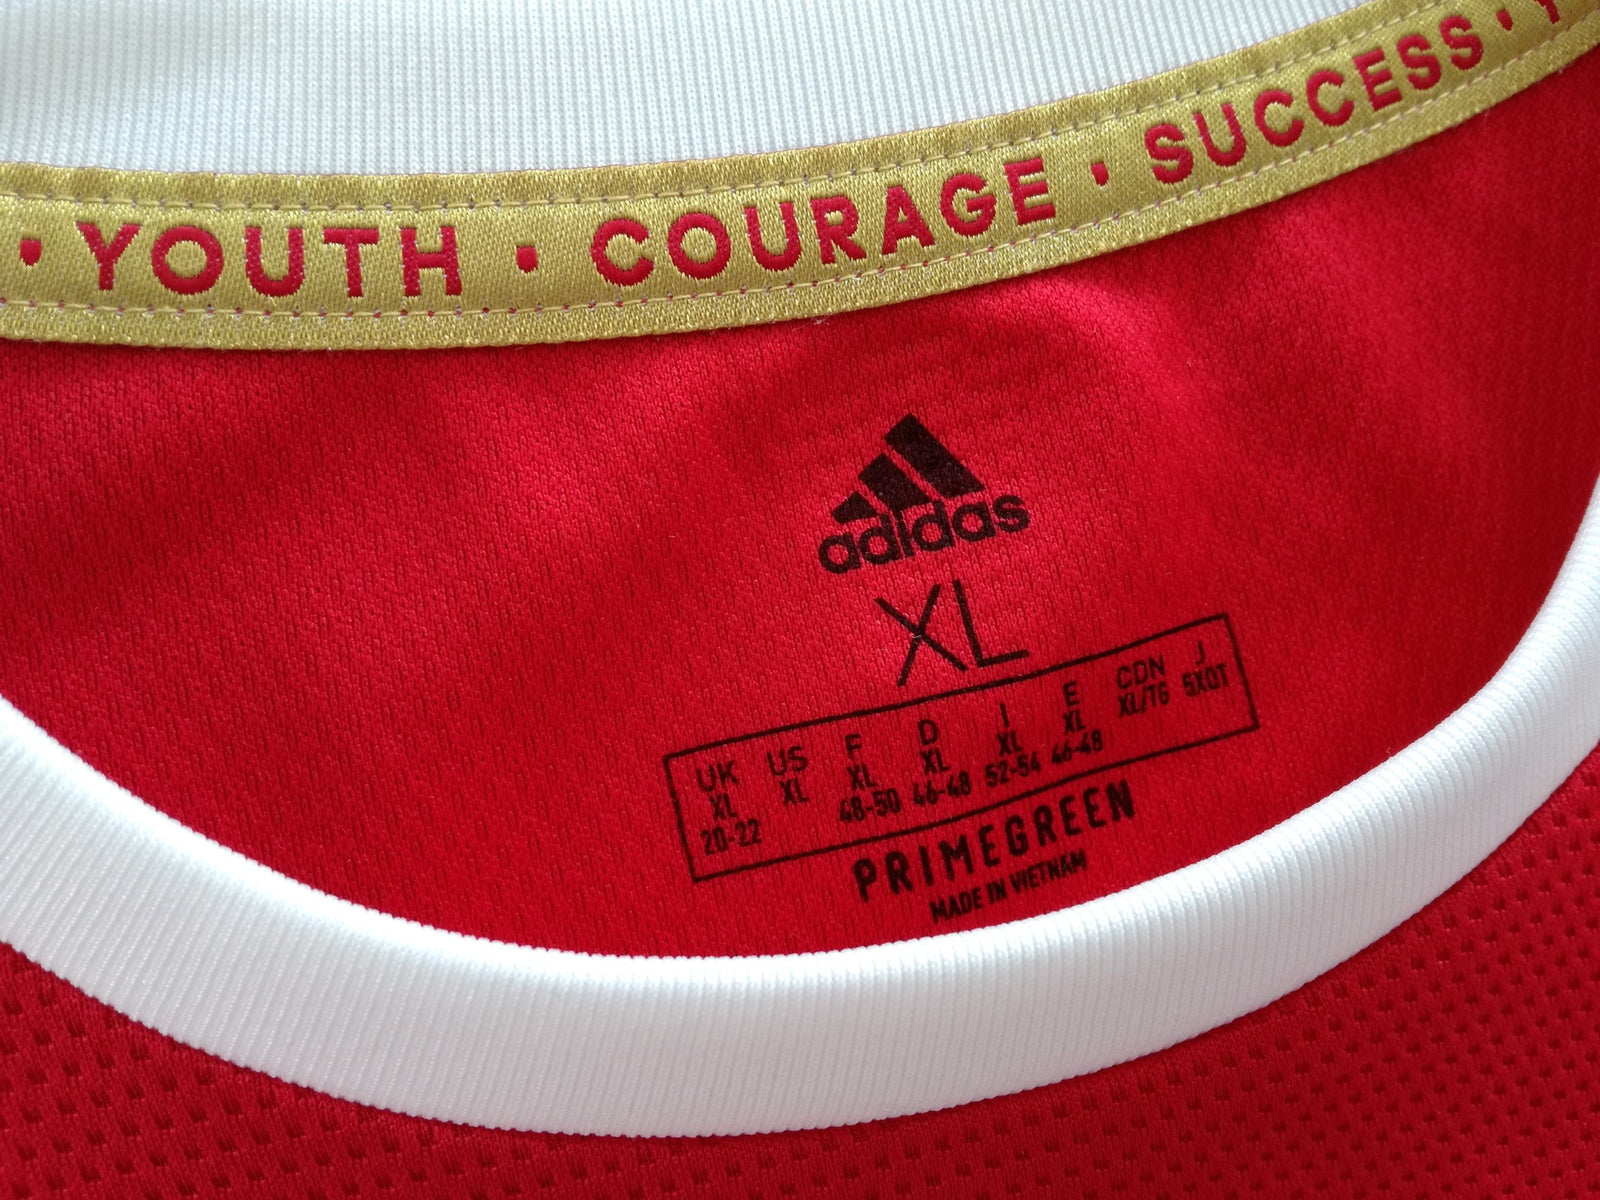 · YOUTH · COURAGE · SUCCESS ·
adidas
XL
UK US F D I E CDN J
XL XL XL XL XL XL XL/TG 5XOT
20-22 48-50 46-48 52-54 46-48
PRIMEGREEN
MADE IN VIETNAM